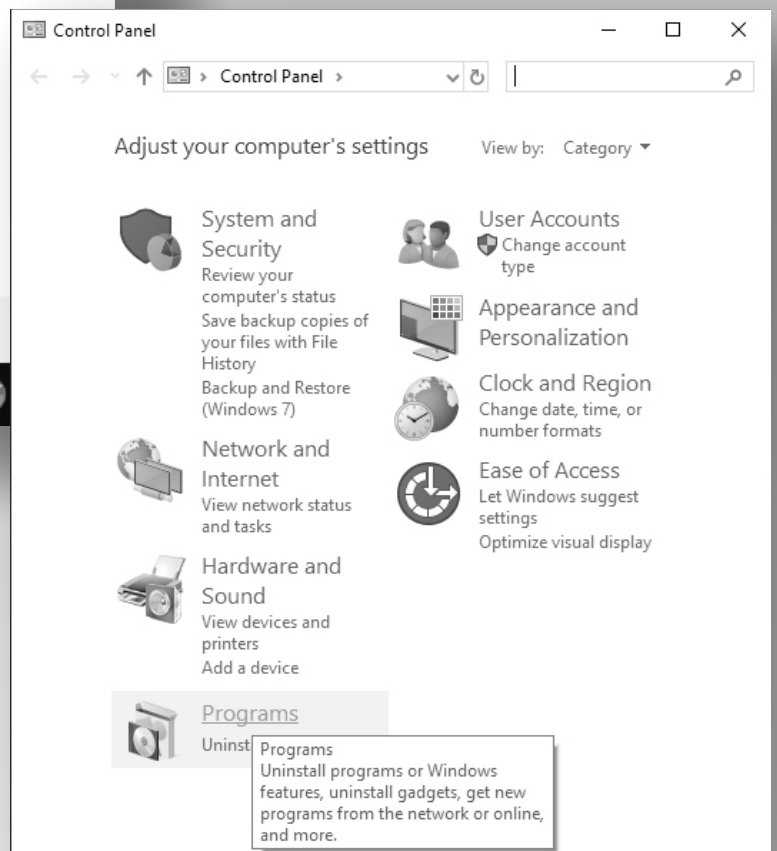 Control Panel
Control Panel
Adjust your computer's settings
View by: Category
System and
Security
Review your
computer's status
Save backup copies of
your files with File
History
Backup and Restore
(Windows 7)
Network and
Internet
View network status
and tasks
Hardware and
Sound
View devices and
printers
Add a device
Programs
Uninst
Programs
Uninstall programs or Windows
features, uninstall gadgets, get new
programs from the network or online,
and more.
User Accounts
Change account
type
Appearance and
Personalization
Clock and Region
Change date, time, or
number formats
Ease of Access
Let Windows suggest
settings
Optimize visual display